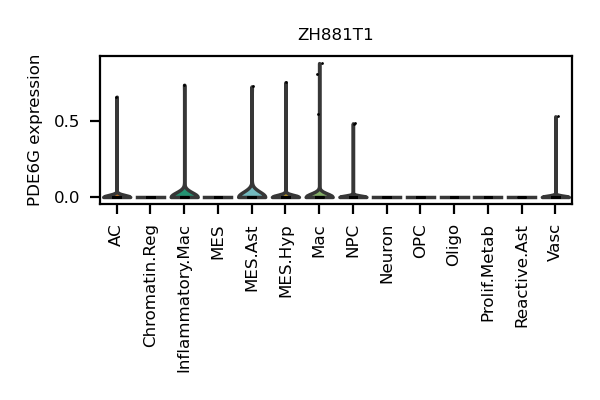 ZH881T1
PDE6G expression
0.5
0.0
AC
Chromatin.Reg
Inflammatory.Mac
MES
MES.Ast
MES.Hyp
Mac
NPC
Neuron
OPC
Oligo
Prolif.Metab
Reactive.Ast
Vasc